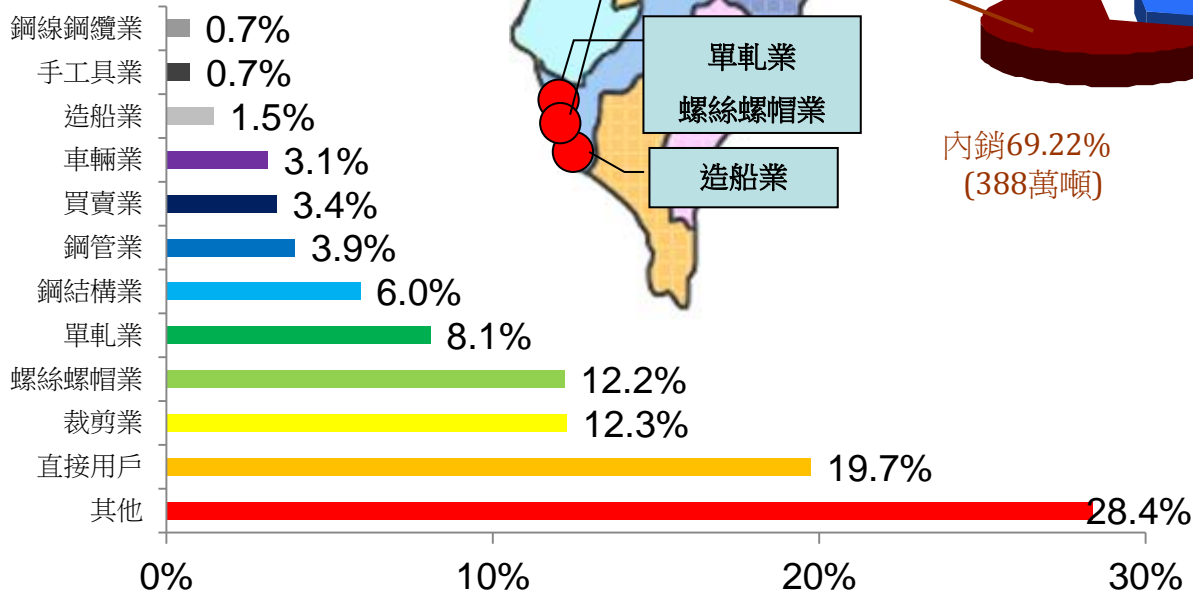 鋼線鋼纜業 0.7%
手工具業 0.7%
造船業 1.5%
車輛業 3.1%
買賣業 3.4%
鋼管業 3.9%
鋼結構業 6.0%
單軋業 8.1%
螺絲螺帽業 12.2%
裁剪業 12.3%
直接用戶 19.7%
其他 28.4%
0% 10% 20% 30%
單軋業
螺絲螺帽業
造船業
內銷69.22%
(388萬噸)